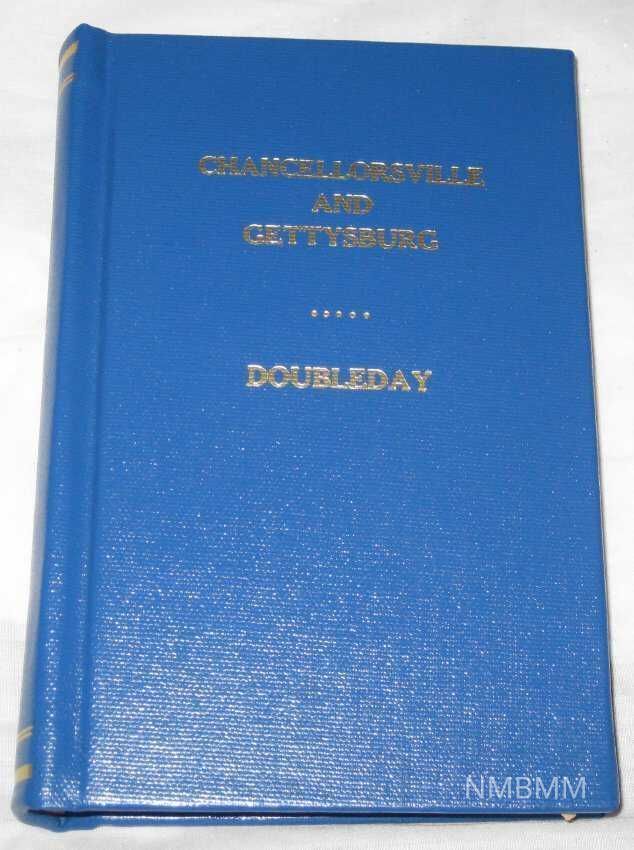 CHANCELLORSVILLE
AND
GETTYSBURG
.....
DOUBLEDAY
NMBMM